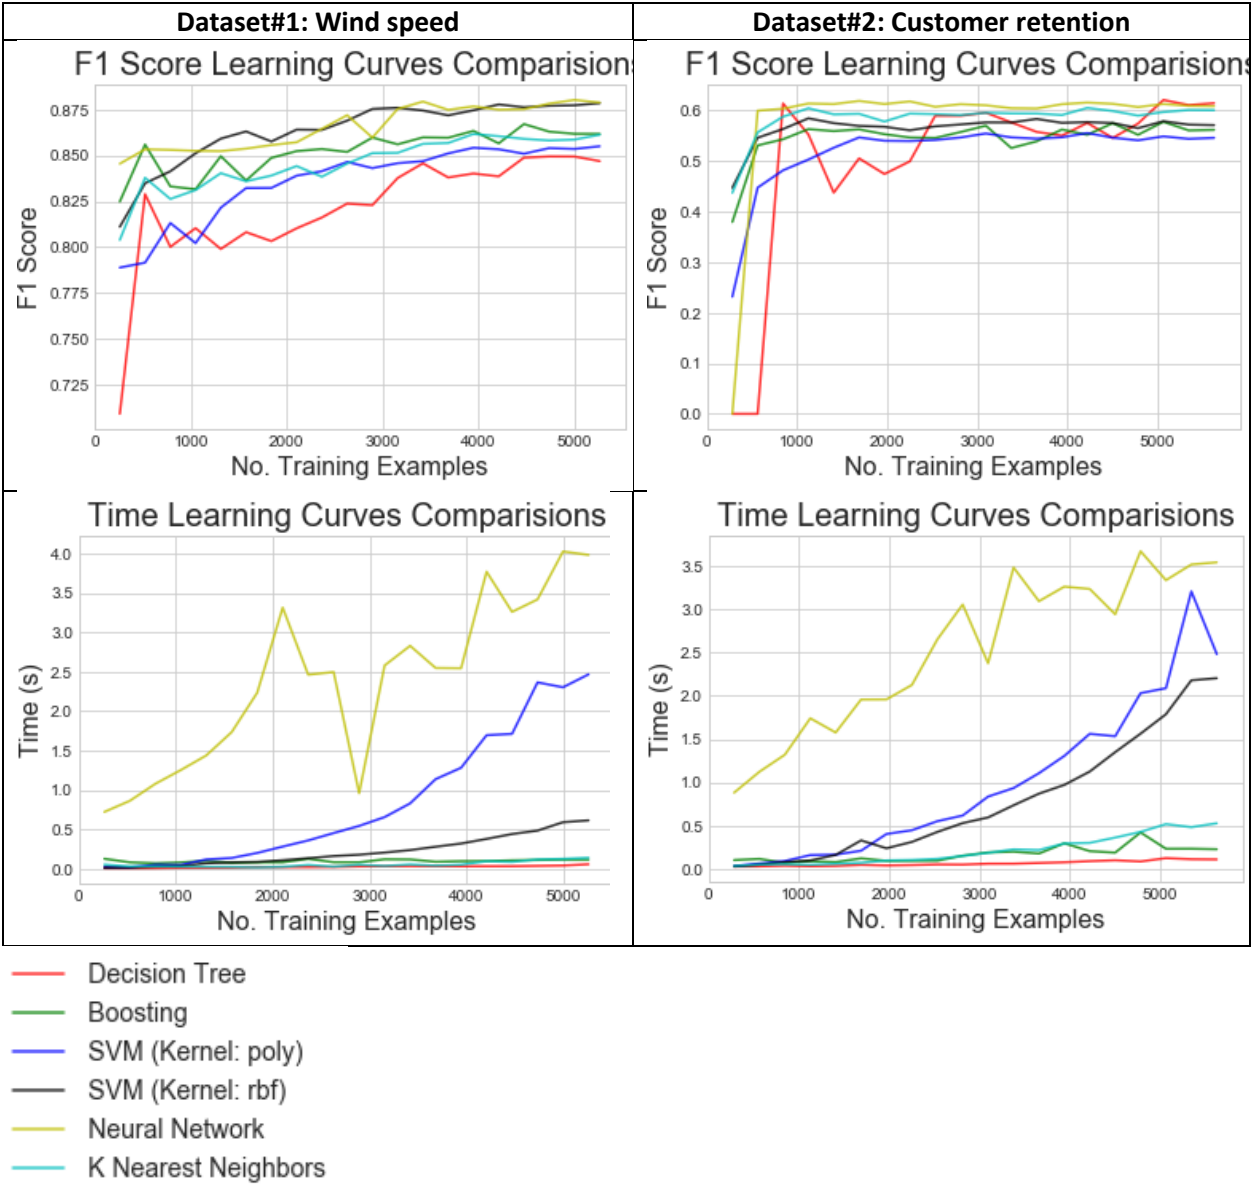 Dataset#1: Wind speed
Dataset#2: Customer retention
F1 Score Learning Curves Comparisions
0.875
0.850
0.825
0.800
0.775
0.750
0.725
F1 Score
0 1000 2000 3000 4000 5000
No. Training Examples
F1 Score Learning Curves Comparisions
0.6
0.5
0.4
0.3
0.2
0.1
0.0
F1 Score
0 1000 2000 3000 4000 5000
No. Training Examples
Time Learning Curves Comparisions
4.0
3.5
3.0
2.5
2.0
1.5
1.0
0.5
0.0
Time (s)
0 1000 2000 3000 4000 5000
No. Training Examples
Time Learning Curves Comparisions
3.5
3.0
2.5
2.0
1.5
1.0
0.5
0.0
Time (s)
0 1000 2000 3000 4000 5000
No. Training Examples
Decision Tree
Boosting
SVM (Kernel: poly)
SVM (Kernel: rbf)
Neural Network
K Nearest Neighbors